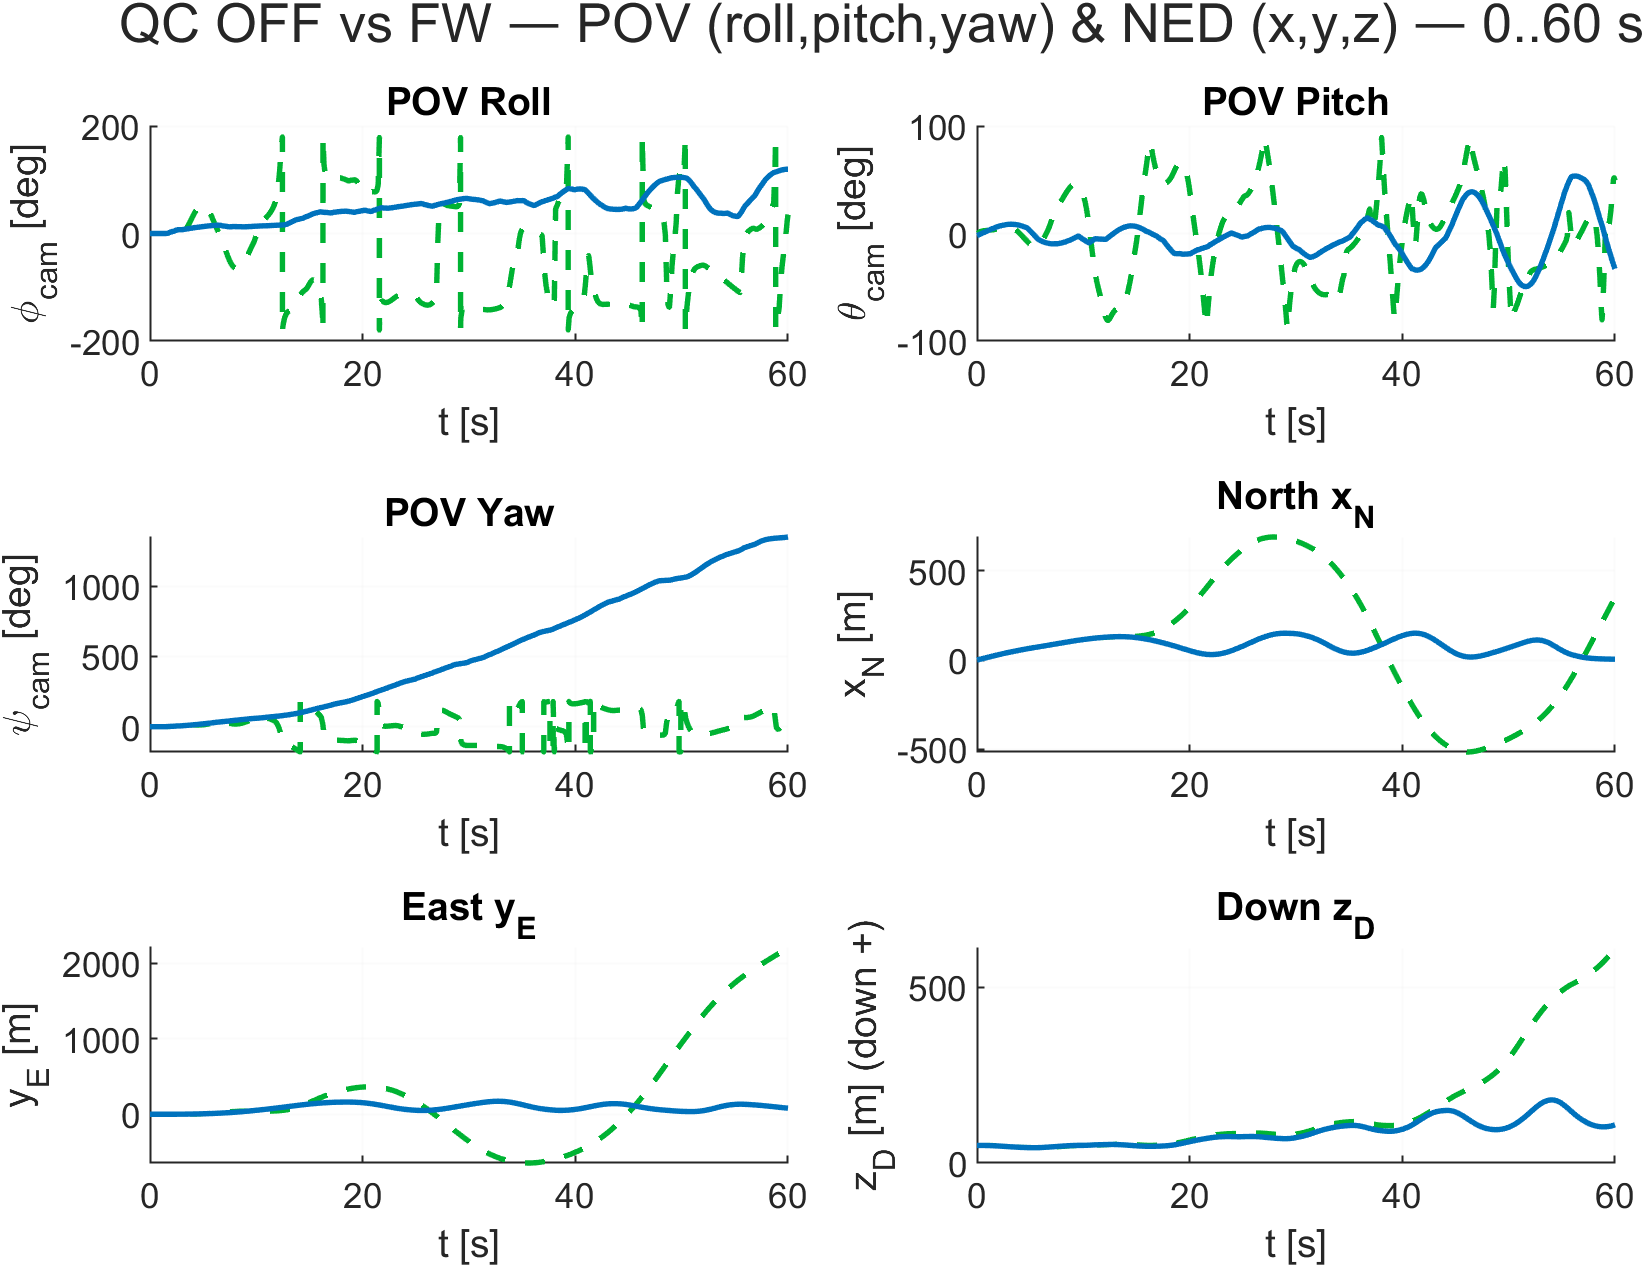 QC OFF vs FW — POV (roll,pitch,yaw) & NED (x,y,z) — 0..60 s
POV Roll
ϕcam [deg]
200
0
-200
0 20 40 60
t [s]
POV Pitch
θcam [deg]
100
0
-100
0 20 40 60
t [s]
POV Yaw
ψcam [deg]
1000
500
0
0 20 40 60
t [s]
North xN
xN [m]
500
0
-500
0 20 40 60
t [s]
East yE
yE [m]
2000
1000
0
0 20 40 60
t [s]
Down zD
zD [m] (down +)
500
0
0 20 40 60
t [s]